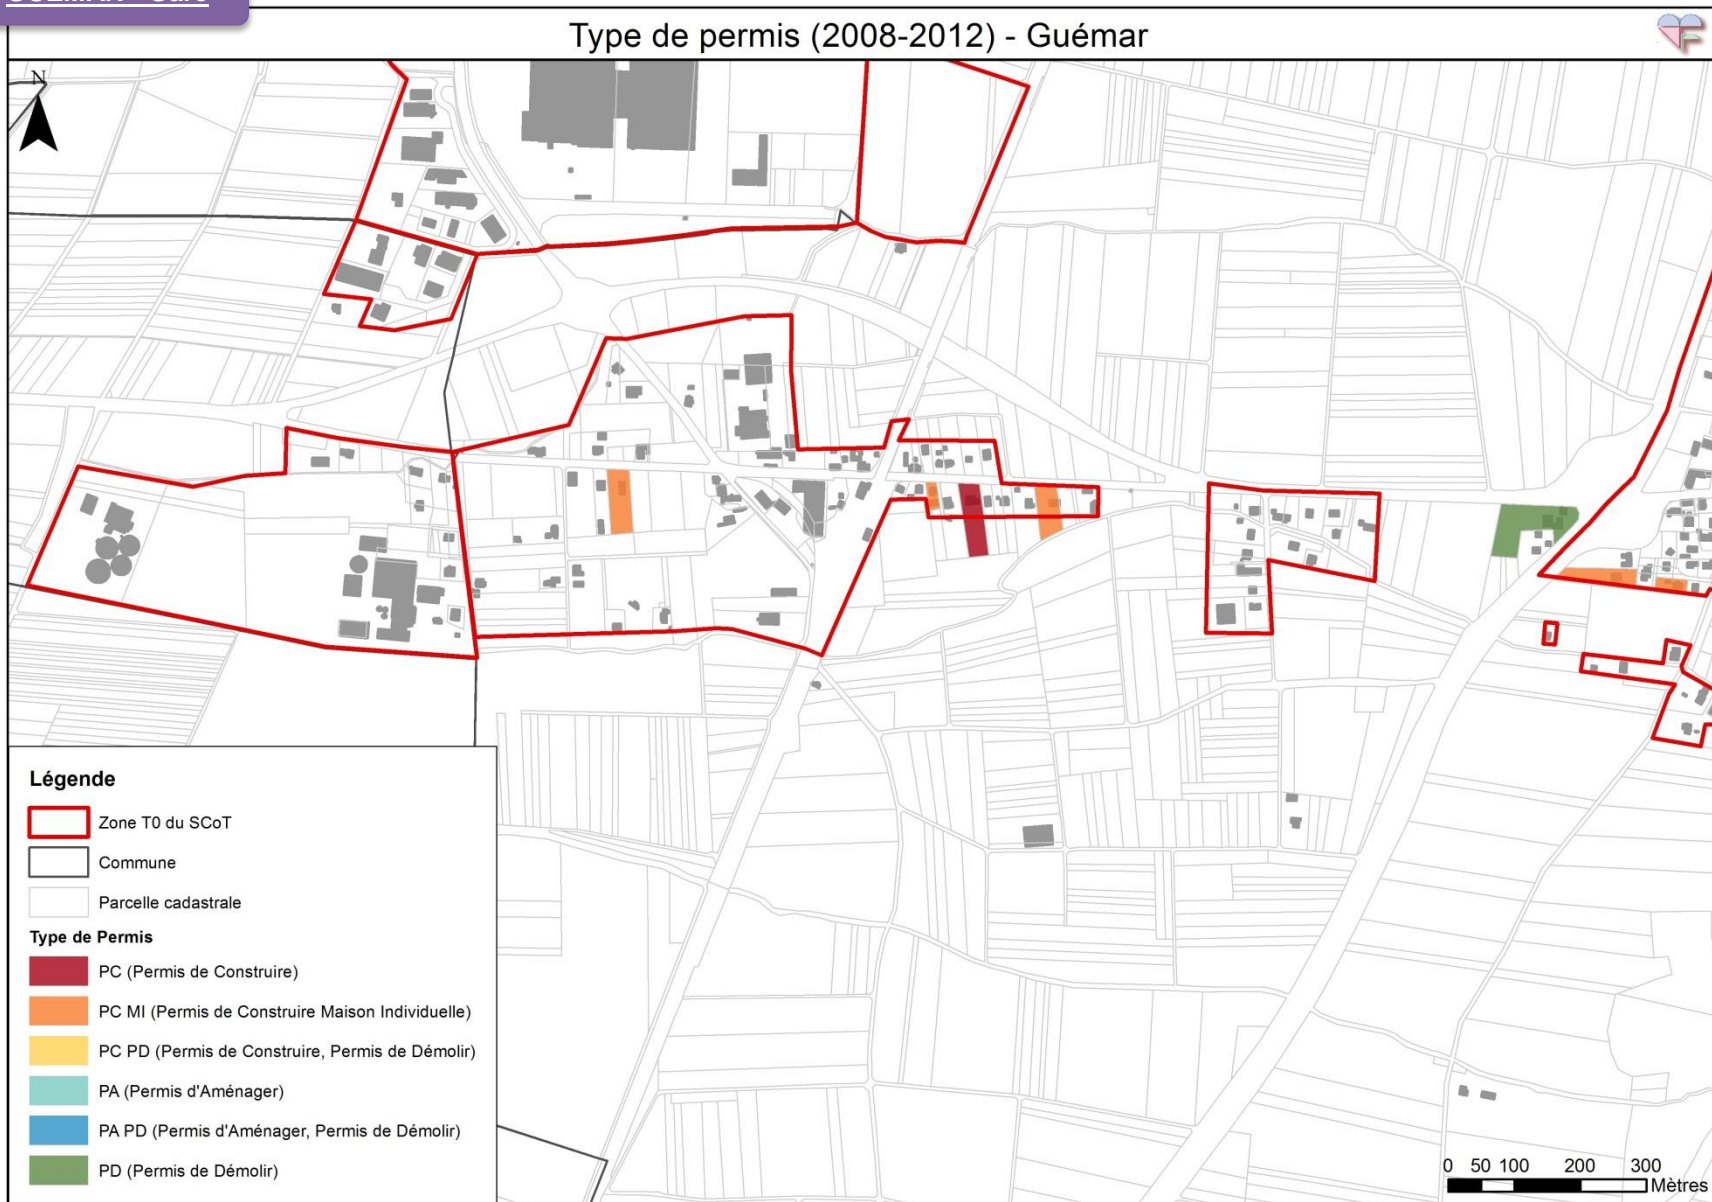 Type de permis (2008-2012) - Guémar
N
Légende
Zone T0 du SCoT
Commune
Parcelle cadastrale
Type de Permis
PC (Permis de Construire)
PC MI (Permis de Construire Maison Individuelle)
PC PD (Permis de Construire, Permis de Démolir)
PA (Permis d'Aménager)
PA PD (Permis d'Aménager, Permis de Démolir)
PD (Permis de Démolir)
0 50 100 200 300
Mètres